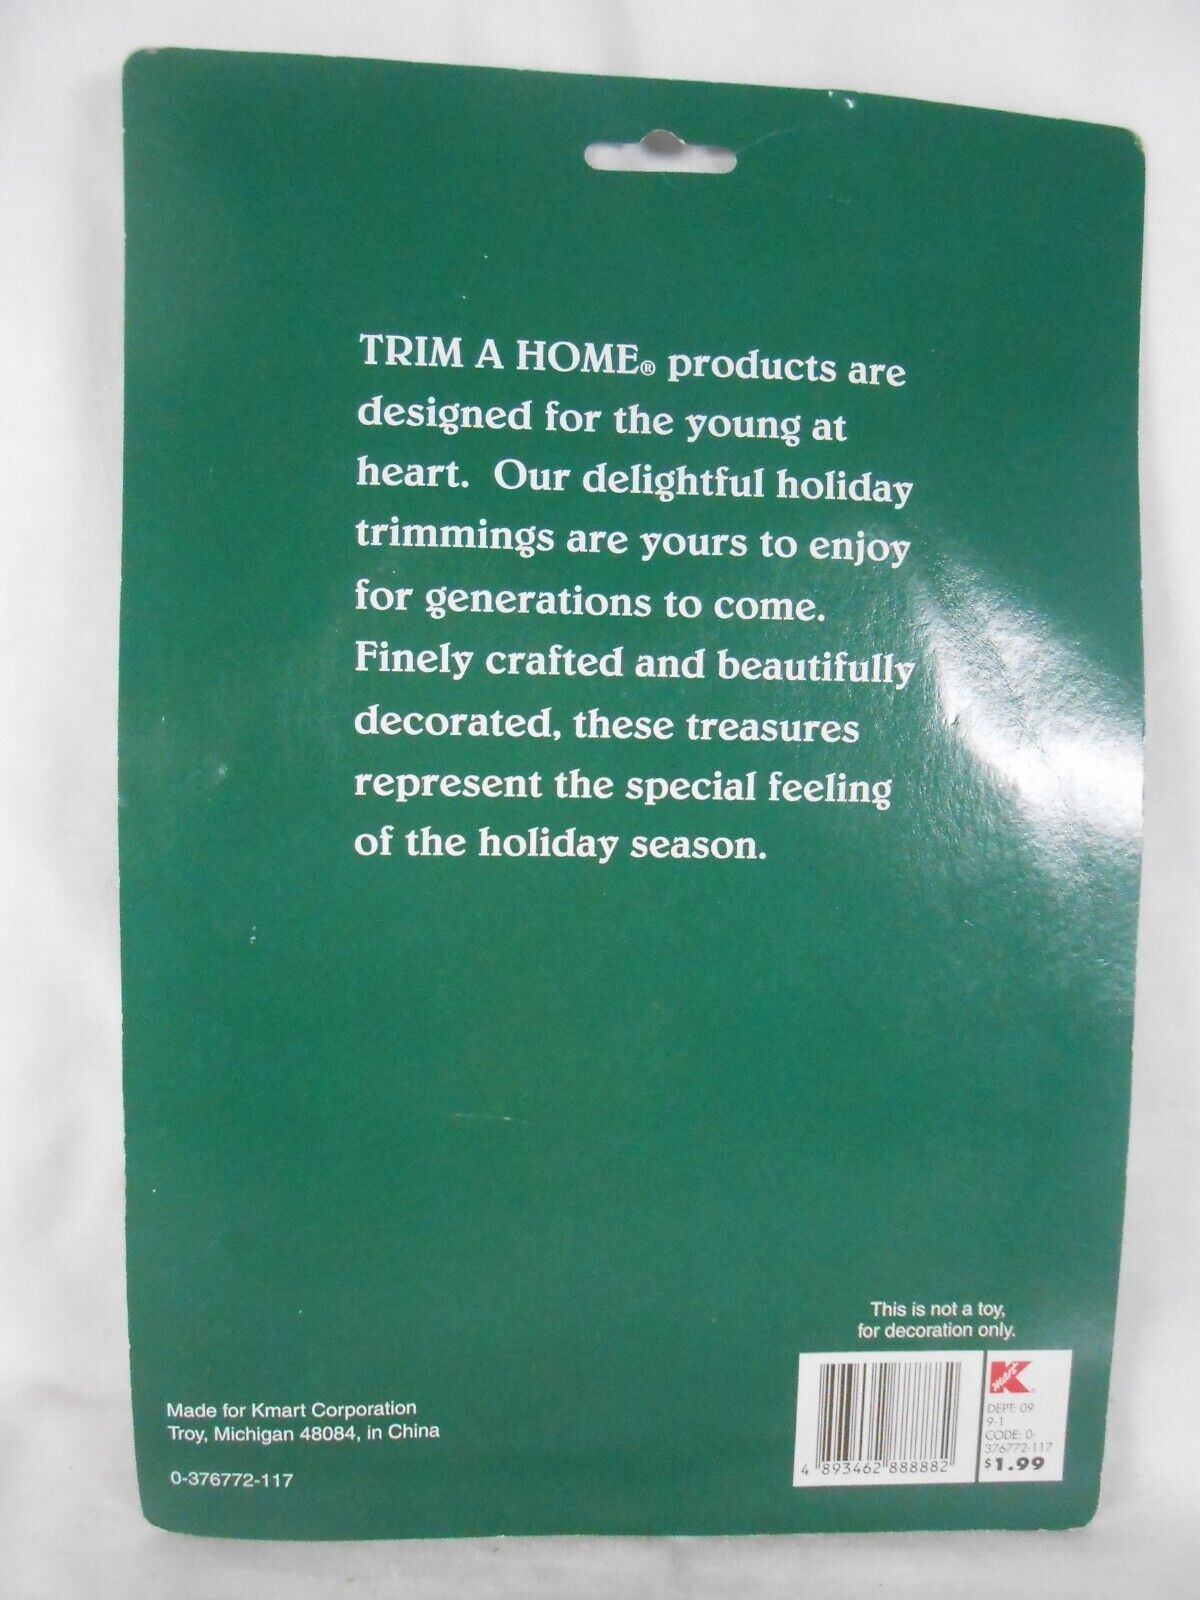 TRIM A HOME® products are
designed for the young at
heart. Our delightful holiday
trimmings are yours to enjoy
for generations to come.
Finely crafted and beautifully
decorated, these treasures
represent the special feeling
of the holiday season.
This is not a toy,
for decoration only.
Made for Kmart Corporation
Troy, Michigan 48084, in China
0-376772-117
4 893462 888882
K
mart
DEPT: 09
9-1
CODE: 0-
376772-117
$1.99